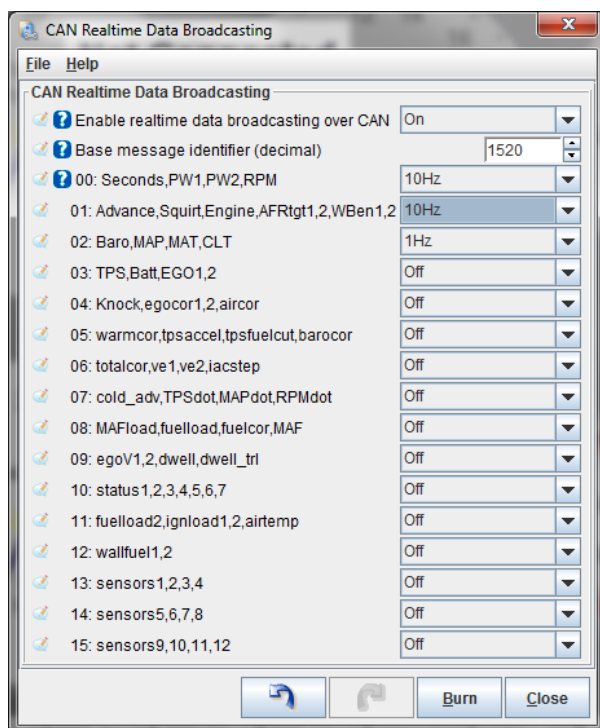 CAN Realtime Data Broadcasting
File Help
CAN Realtime Data Broadcasting
Enable realtime data broadcasting over CAN On
Base message identifier (decimal) 1520
00: Seconds,PW1,PW2,RPM 10Hz
01: Advance,Squirt,Engine,AFRtgt1,2,WBen1,2 10Hz
02: Baro,MAP,MAT,CLT 1Hz
03: TPS,Batt,EGO1,2 Off
04: Knock,egocor1,2,aircor Off
05: warmcor,tpsaccel,tpsfuelcut,barocor Off
06: totalcor,ve1,ve2,iacstep Off
07: cold_adv,TPSdot,MAPdot,RPMdot Off
08: MAFload,fuelload,fuelcor,MAF Off
09: egoV1,2,dwell,dwell_trl Off
10: status1,2,3,4,5,6,7 Off
11: fuelload2,ignload1,2,airtemp Off
12: wallfuel1,2 Off
13: sensors1,2,3,4 Off
14: sensors5,6,7,8 Off
15: sensors9,10,11,12 Off
Burn Close